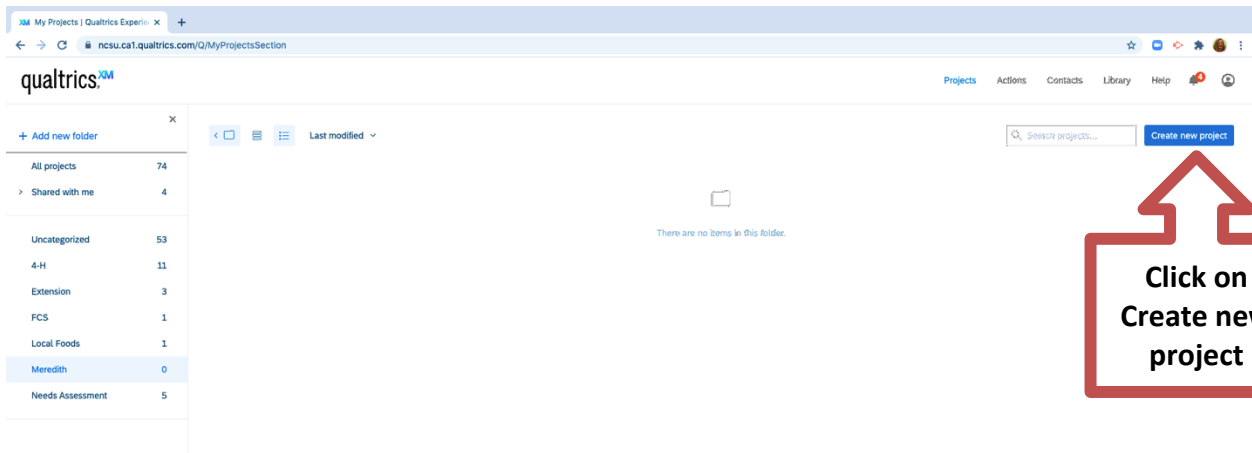 XM My Projects | Qualtrics Experie × +
ncsu.ca1.qualtrics.com/Q/MyProjectsSection
qualtrics.XM
Projects Actions Contacts Library Help 4
×
+ Add new folder
Last modified
Search projects...
Create new project
All projects 74
> Shared with me 4
There are no items in this folder.
Uncategorized 53
4-H 11
Extension 3
FCS 1
Local Foods 1
Meredith 0
Needs Assessment 5
Click on
Create new
project